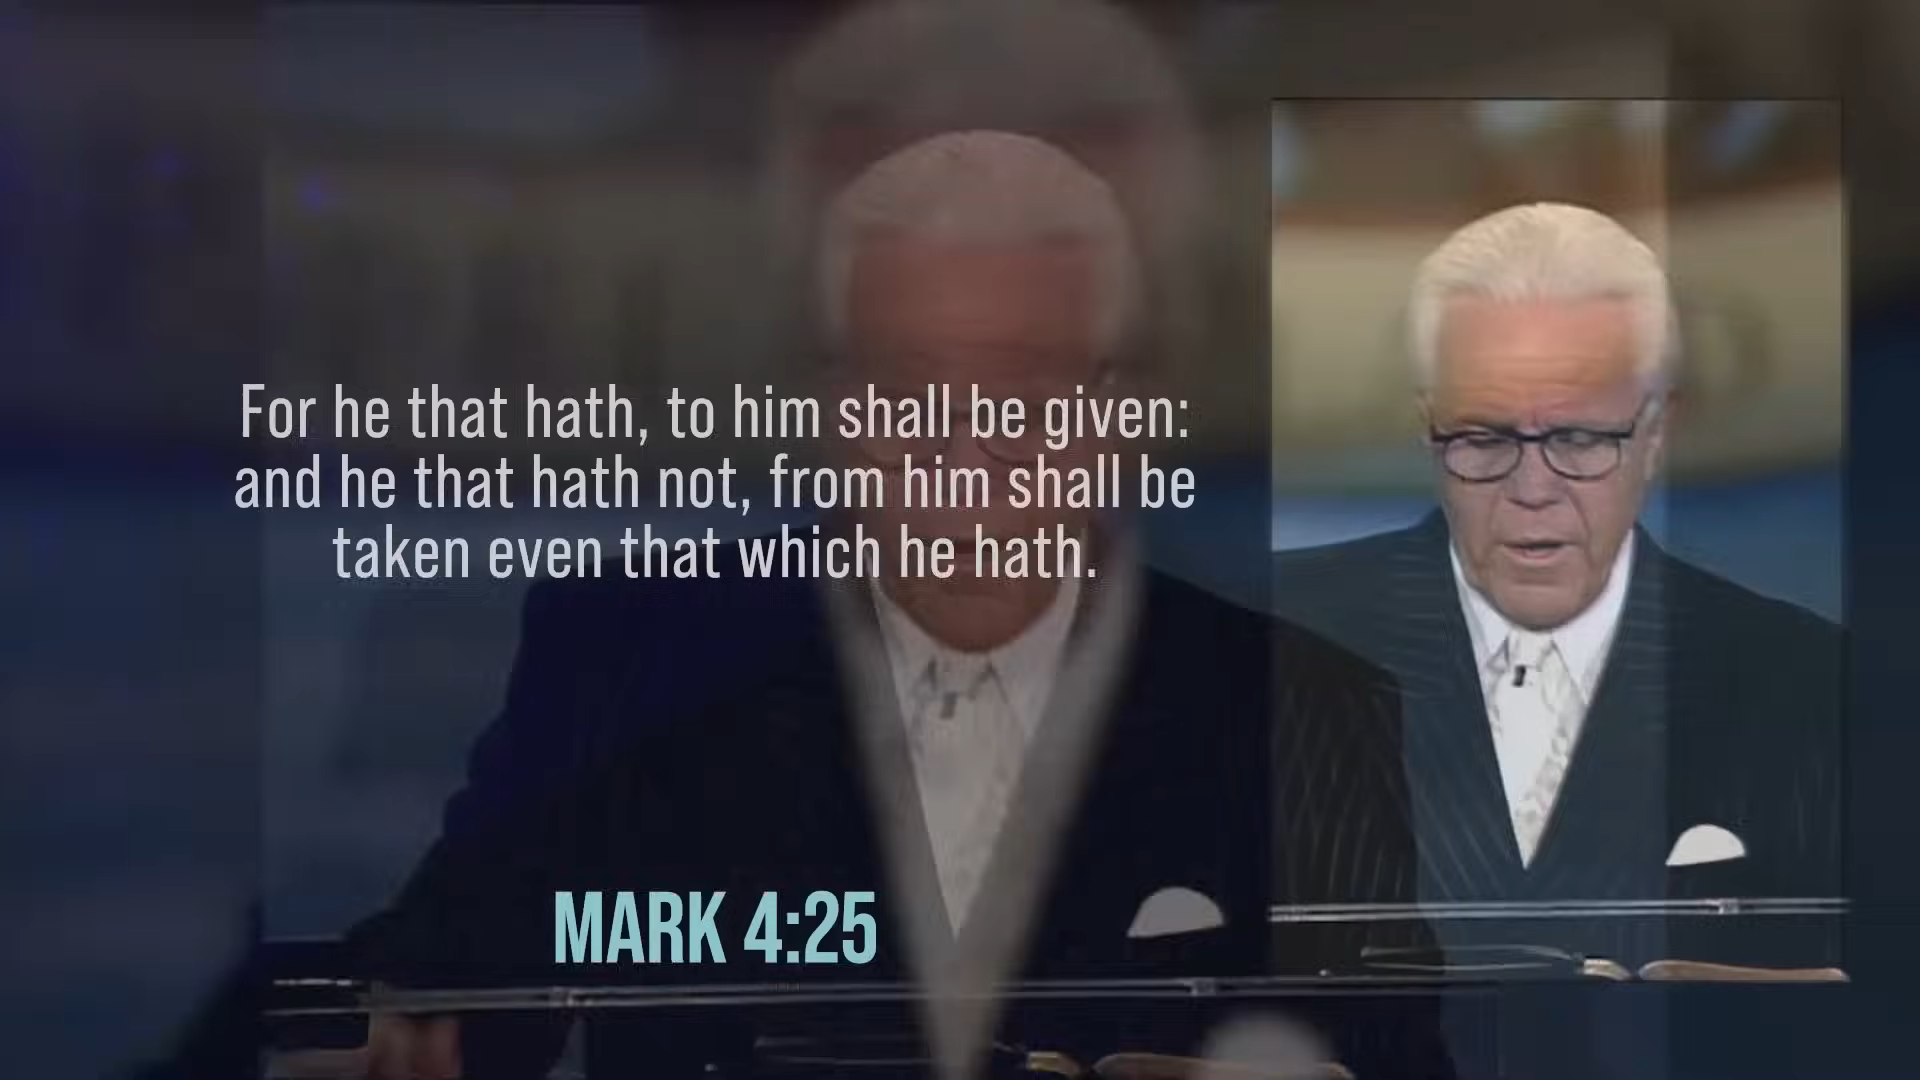 For he that hath, to him shall be given:
and he that hath not, from him shall be
taken even that which he hath.
MARK 4:25